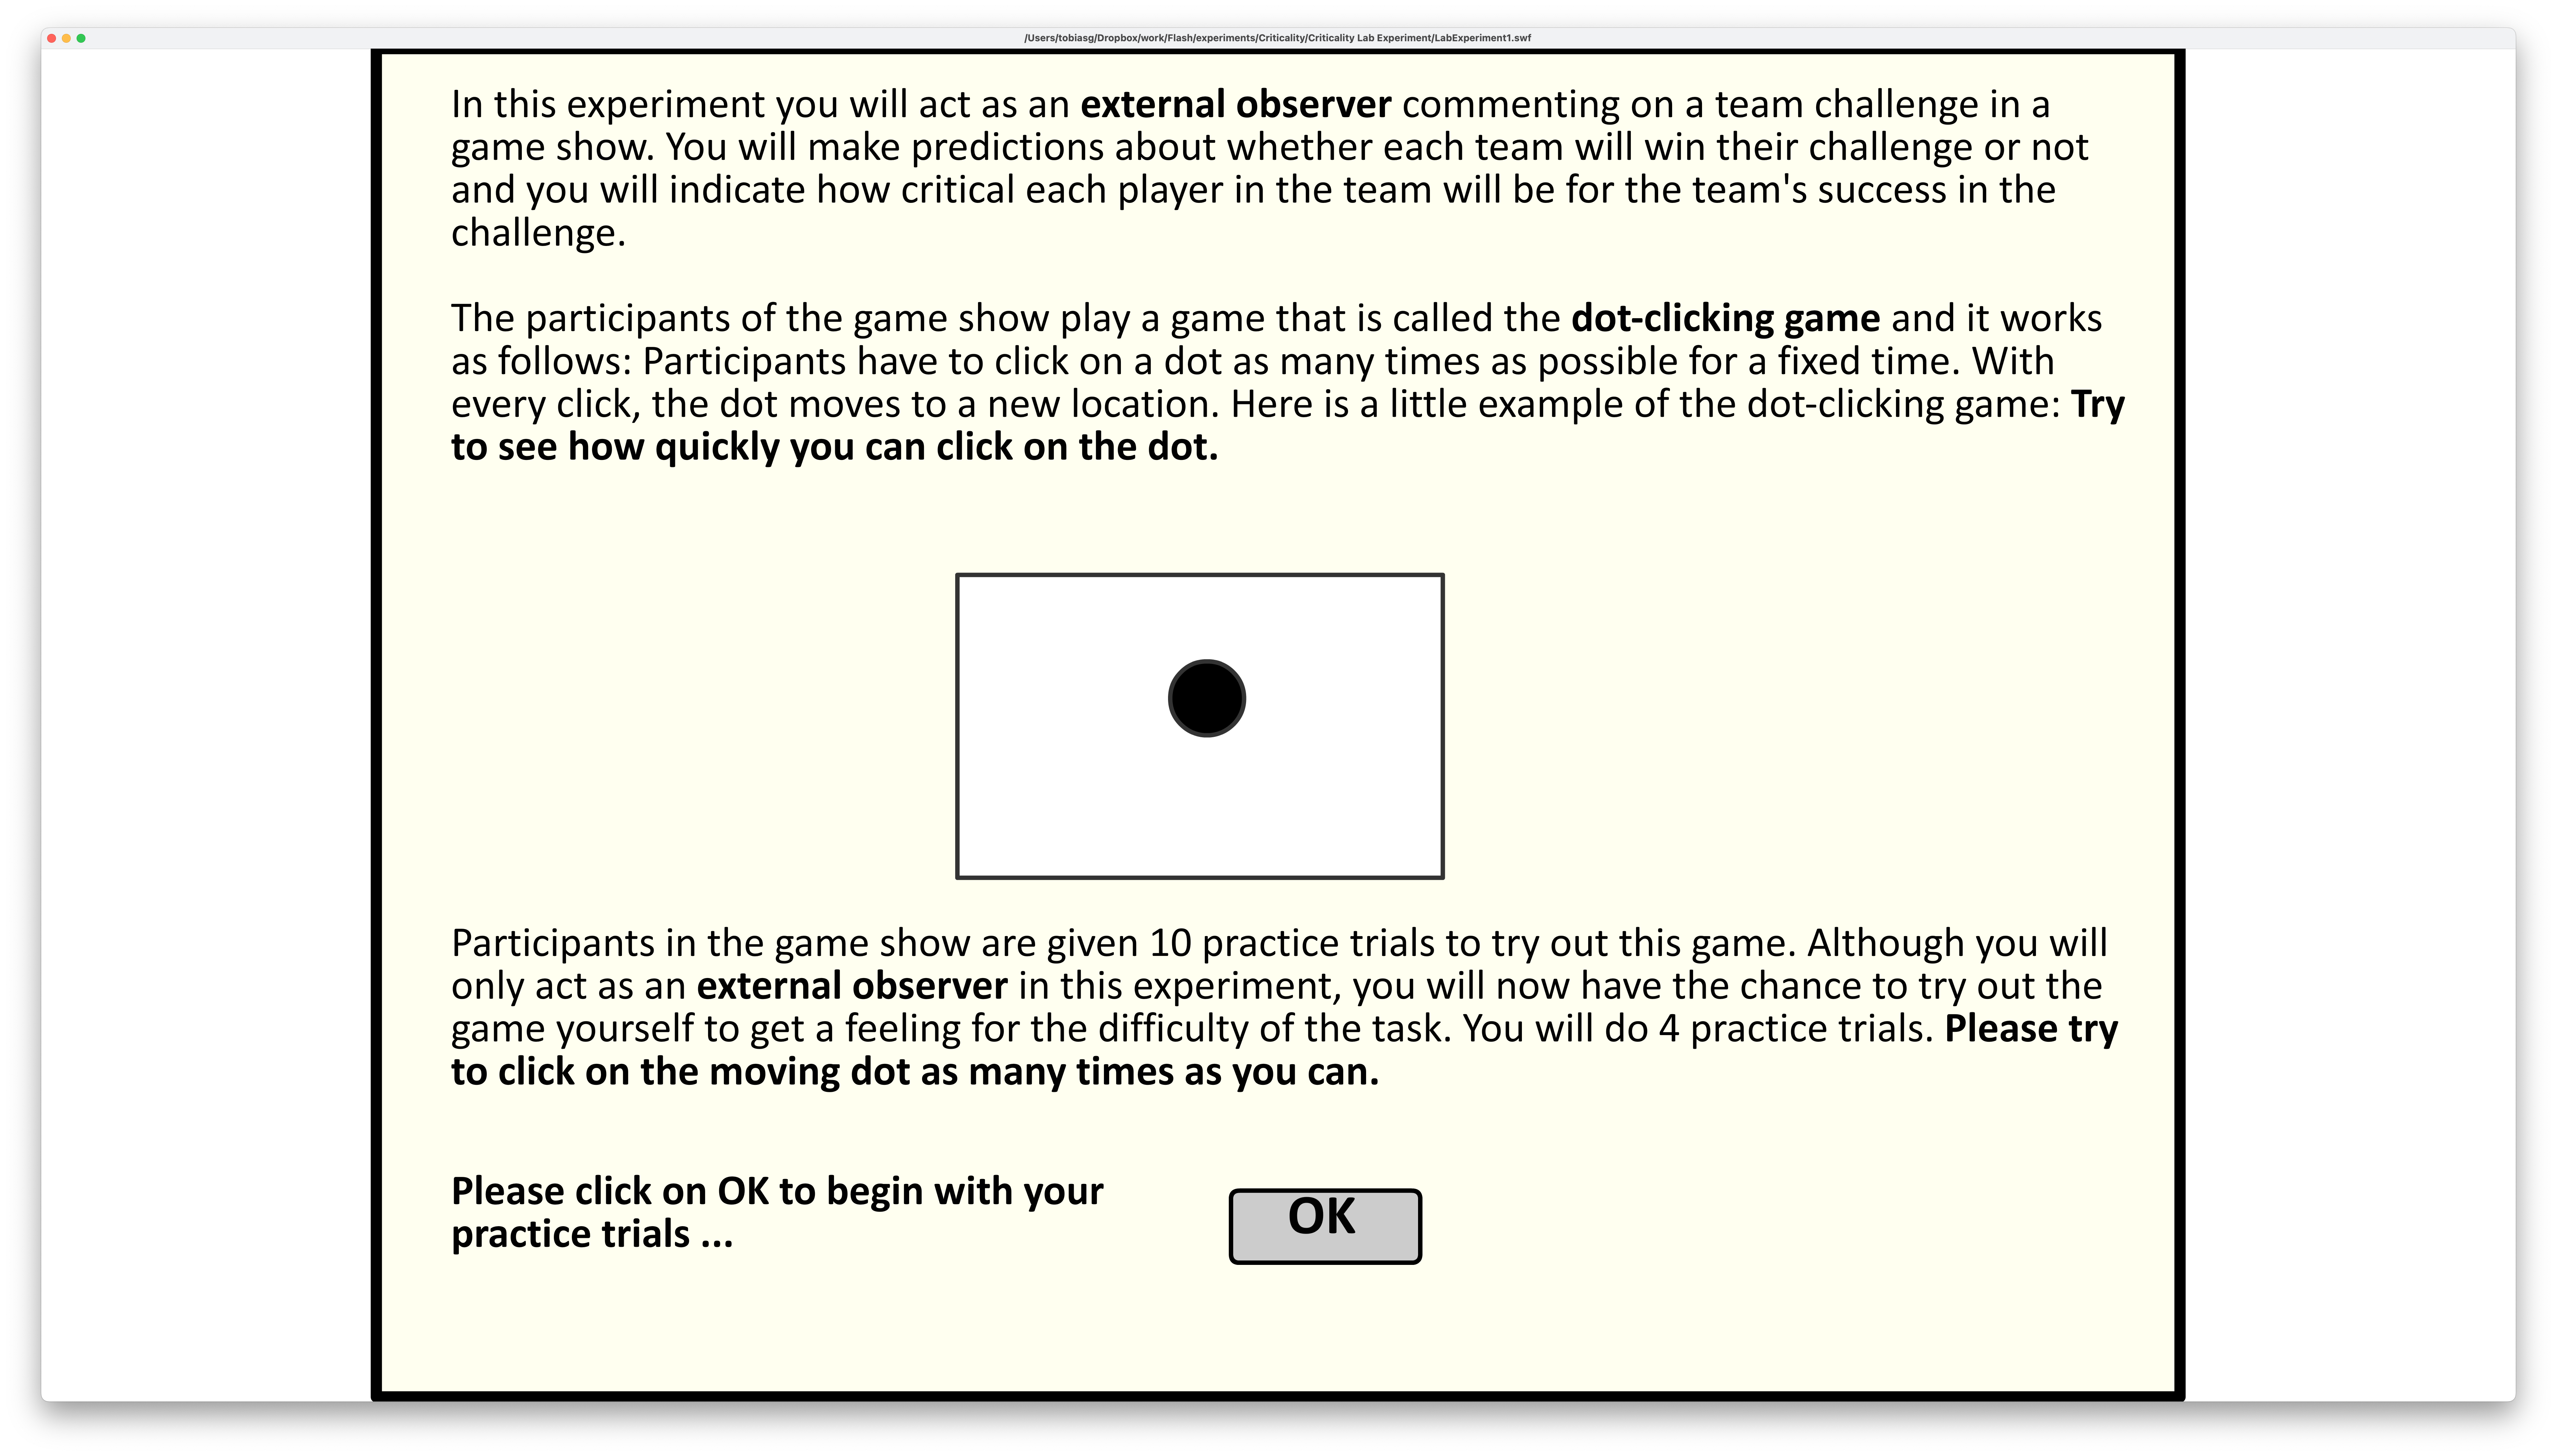 /Users/tobiasg/Dropbox/work/Flash/experiments/Criticality/Criticality Lab Experiment/LabExperiment1.swf
In this experiment you will act as an external observer commenting on a team challenge in a
game show. You will make predictions about whether each team will win their challenge or not
and you will indicate how critical each player in the team will be for the team's success in the
challenge.
The participants of the game show play a game that is called the dot-clicking game and it works
as follows: Participants have to click on a dot as many times as possible for a fixed time. With
every click, the dot moves to a new location. Here is a little example of the dot-clicking game: Try
to see how quickly you can click on the dot.
Participants in the game show are given 10 practice trials to try out this game. Although you will
only act as an external observer in this experiment, you will now have the chance to try out the
game yourself to get a feeling for the difficulty of the task. You will do 4 practice trials. Please try
to click on the moving dot as many times as you can.
Please click on OK to begin with your
practice trials ...
OK